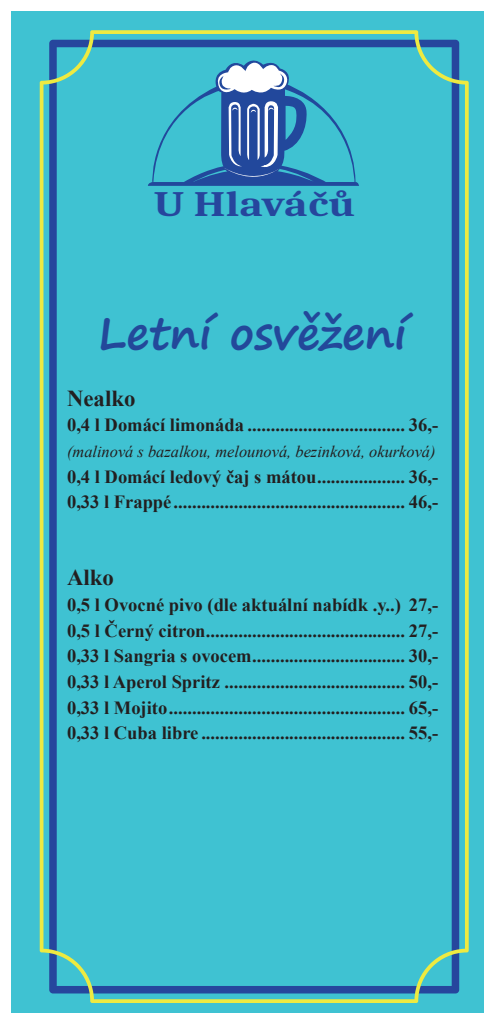 U Hlaváčů
Letní osvěžení
Nealko
0,4 l Domácí limonáda .................................. 36,-
(malinová s bazalkou, melounová, bezinková, okurková)
0,4 l Domácí ledový čaj s mátou................... 36,-
0,33 l Frappé .................................................. 46,-
Alko
0,5 l Ovocné pivo (dle aktuální nabídk .y..) 27,-
0,5 l Černý citron........................................... 27,-
0,33 l Sangria s ovocem................................. 30,-
0,33 l Aperol Spritz ....................................... 50,-
0,33 l Mojito................................................... 65,-
0,33 l Cuba libre ............................................ 55,-